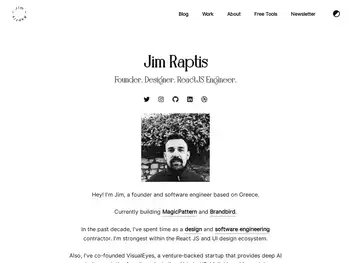 Blog Work About Free Tools Newsletter
Jim Raptis
Founder. Designer. ReactJS Engineer.
Hey! I'm Jim, a founder and software engineer based on Greece.
Currently building MagicPattern and Brandbird.
In the past decade, I've spent time as a design and software engineering
contractor. I'm strongest within the React JS and UI design ecosystem.
Also, I've co-founded VisualEyes, a venture-backed startup that provides deep AI